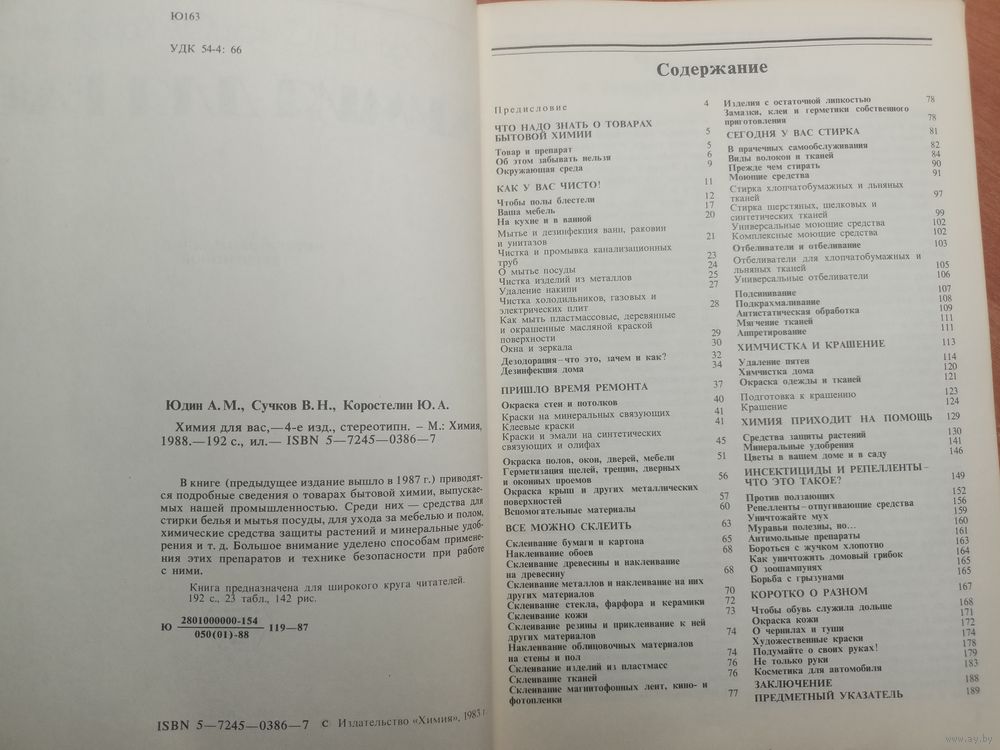 Ю163
УДК 54-4: 66
Юдин А. М., Сучков В. Н., Коростелин Ю. А.
Химия для вас,—4-е изд., стереотипн. – М.: Химия,
1988.—192 с., ил.— ISBN 5—7245—0386—7
В книге (предыдущее издание вышло в 1987 г.) приводят-
ся подробные сведения о товарах бытовой химии, выпускае-
мых нашей промышленностью. Среди них — средства для
стирки белья и мытья посуды, для ухода за мебелью и полом,
химические средства защиты растений и минеральные удоб-
рения и т. д. Большое внимание уделено способам примене-
ния этих препаратов и технике безопасности при работе
с ними.
Книга предназначена для широкого круга читателей.
192 с., 23 табл., 142 рис.
Ю 2801000000-154
050(01)-88 119—87
ISBN 5—7245—0386—7 С Издательство «Химия»,
Содержание
Предисловие 4
ЧТО НАДО ЗНАТЬ О ТОВАРАХ
БЫТОВОЙ ХИМИИ 5
Товар и препарат 5
Об этом забывать нельзя 6
Окружающая среда 9
КАК У ВАС ЧИСТО! 11
Чтобы полы блестели 12
Ваша мебель 17
На кухне и в ванной 20
Мытье и дезинфекция ванн, раковин
и унитазов 21
Чистка и промывка канализационных
труб 23
О мытье посуды 24
Чистка изделий из металлов 25
Удаление накипи 27
Чистка холодильников, газовых и
электрических плит 28
Как мыть пластмассовые, деревянные
и окрашенные масляной краской
поверхности 29
Окна и зеркала 30
Дезодорация–что это, зачем и как? 32
Дезинфекция дома 34
ПРИШЛО ВРЕМЯ РЕМОНТА 37
Окраска стен и потолков 40
Краски на минеральных связующих 41
Клеевые краски 41
Краски и эмали на синтетических
связующих и олифах 45
Окраска полов, окон, дверей, мебели 51
Герметизация щелей, трещин, дверных
и оконных проемов 56
Окраска крыш и других металлических
поверхностей 57
Вспомогательные материалы 60
ВСЕ МОЖНО СКЛЕИТЬ 63
Склеивание бумаги и картона 65
Наклеивание обоев 68
Склеивание древесины и наклеивание
на древесину 68
Склеивание металлов и наклеивание на них
других материалов 70
Склеивание стекла, фарфора и керамики 72
Склеивание кожи 73
Склеивание резины и приклеивание к ней
других материалов 74
Наклеивание облицовочных материалов
на стены и пол 74
Склеивание изделий из пластмасс 76
Склеивание тканей 76
Склеивание магнитофонных лент, кино- и
фотопленки 77
Изделия с остаточной липкостью 78
Замазки, клеи и герметики собственного
приготовления 78
СЕГОДНЯ У ВАС СТИРКА 81
В прачечных самообслуживания 82
Виды волокон и тканей 84
Прежде чем стирать 90
Моющие средства 91
Стирка хлопчатобумажных и льняных
тканей 97
Стирка шерстяных, шелковых и
синтетических тканей 99
Универсальные моющие средства 102
Комплексные моющие средства 102
Отбеливатели и отбеливание 103
Отбеливатели для хлопчатобумажных и
льняных тканей 105
Универсальные отбеливатели 106
Подсинивание 107
Подкрахмаливание 108
Антистатическая обработка 109
Мягчение тканей 111
Аппретирование 111
ХИМЧИСТКА И КРАШЕНИЕ 113
Удаление пятен 114
Химчистка дома 120
Окраска одежды и тканей 121
Подготовка к крашению 123
Крашение 124
ХИМИЯ ПРИХОДИТ НА ПОМОЩЬ 129
Средства защиты растений 130
Минеральные удобрения 141
Цветы в вашем доме и в саду 146
ИНСЕКТИЦИДЫ И РЕПЕЛЛЕНТЫ–
ЧТО ЭТО ТАКОЕ? 149
Против ползающих 152
Репелленты–отпугивающие средства 156
Уничтожайте мух 159
Муравьи полезны, но... 160
Антимольные препараты 161
Бороться с жучком хлопотно 163
Как уничтожить домовый грибок 164
О зоошампунях 165
Борьба с грызунами 165
КОРОТКО О РАЗНОМ 167
Чтобы обувь служила дольше 168
Окраска кожи 171
О чернилах и туши 172
Художественные краски 174
Подумайте о своих руках! 178
Не только руки 179
Косметика для автомобиля 183
ЗАКЛЮЧЕНИЕ 188
ПРЕДМЕТНЫЙ УКАЗАТЕЛЬ 189
www.ay.by